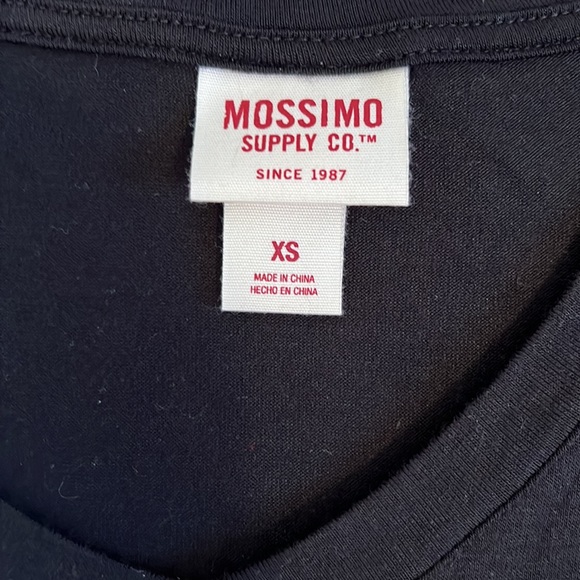 MOSSIMO
SUPPLY CO.™
SINCE 1987
XS
MADE IN CHINA
HECHO EN CHINA